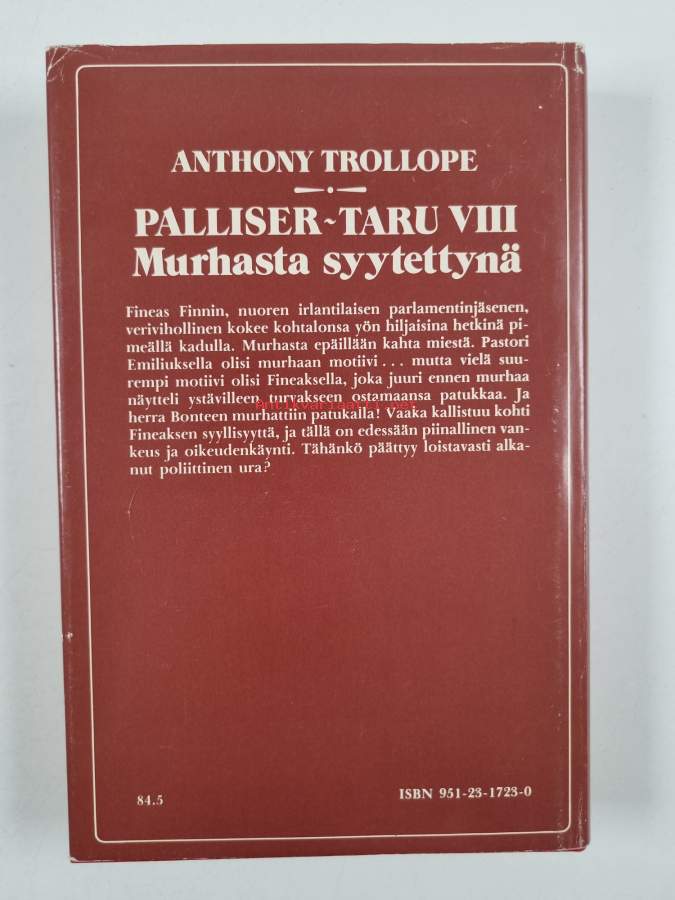 ANTHONY TROLLOPE
PALLISER~TARU VIII
Murhasta syytettynä
Fineas Finnin, nuoren irlantilaisen parlamentinjäsenen,
verivihollinen kokee kohtalonsa yön hiljaisina hetkinä pi-
meällä kadulla. Murhasta epäillään kahta miestä. Pastori
Emiliuksella olisi murhaan motiivi . . . mutta vielä suu-
rempi motiivi olisi Fineaksella, joka juuri ennen murhaa
näytteli ystävilleen turvakseen ostamaansa patukkaa. Ja
Antikvariaatti.net
herra Bonteen murhattiin patukalla! Vaaka kallistuu kohti
Fineaksen syyllisyyttä, ja tällä on edessään piinallinen van-
keus ja oikeudenkäynti. Tähänkö päättyy loistavasti alka-
nut poliittinen ura?
84.5
ISBN 951-23-1723-0